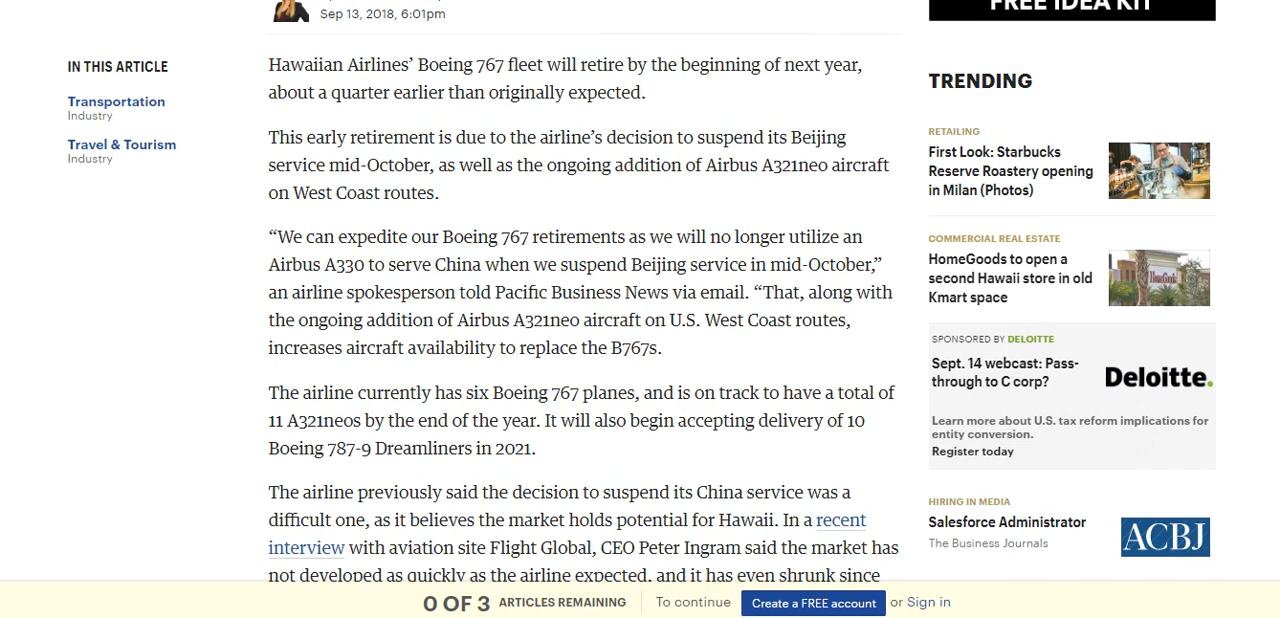 FREE IDEA KIT
Sep 13, 2018, 6:01pm
IN THIS ARTICLE
Transportation
Industry
Travel & Tourism
Industry
Hawaiian Airlines’ Boeing 767 fleet will retire by the beginning of next year,
about a quarter earlier than originally expected.
This early retirement is due to the airline’s decision to suspend its Beijing
service mid-October, as well as the ongoing addition of Airbus A321neo aircraft
on West Coast routes.
“We can expedite our Boeing 767 retirements as we will no longer utilize an
Airbus A330 to serve China when we suspend Beijing service in mid-October,”
an airline spokesperson told Pacific Business News via email. “That, along with
the ongoing addition of Airbus A321neo aircraft on U.S. West Coast routes,
increases aircraft availability to replace the B767s.
The airline currently has six Boeing 767 planes, and is on track to have a total of
11 A321neos by the end of the year. It will also begin accepting delivery of 10
Boeing 787-9 Dreamliners in 2021.
The airline previously said the decision to suspend its China service was a
difficult one, as it believes the market holds potential for Hawaii. In a recent
interview with aviation site Flight Global, CEO Peter Ingram said the market has
not developed as quickly as the airline expected, and it has even shrunk since
TRENDING
RETAILING
First Look: Starbucks
Reserve Roastery opening
in Milan (Photos)
COMMERCIAL REAL ESTATE
HomeGoods to open a
second Hawaii store in old
Kmart space
HomeGoods
SPONSORED BY DELOITTE
Sept. 14 webcast: Pass-
through to C corp?
Deloitte.
Learn more about U.S. tax reform implications for
entity conversion.
Register today
HIRING IN MEDIA
Salesforce Administrator
The Business Journals
ACBJ
0 OF 3 ARTICLES REMAINING To continue Create a FREE account or Sign in